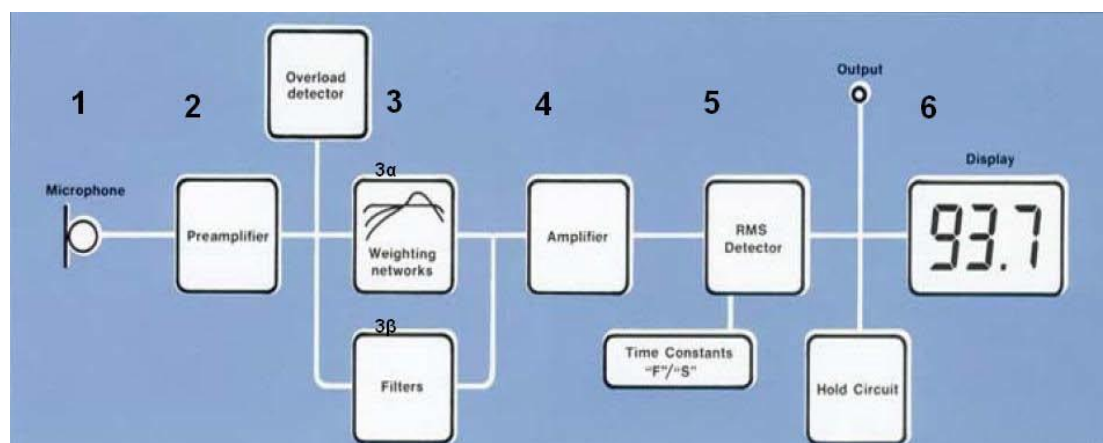 Overload
detector
Output
1
2
3
4
5
6
3α
Display
Microphone
Preamplifier
Weighting
networks
Amplifier
RMS
Detector
93.7
3β
Filters
Time Constants
"F"/"S"
Hold Circuit